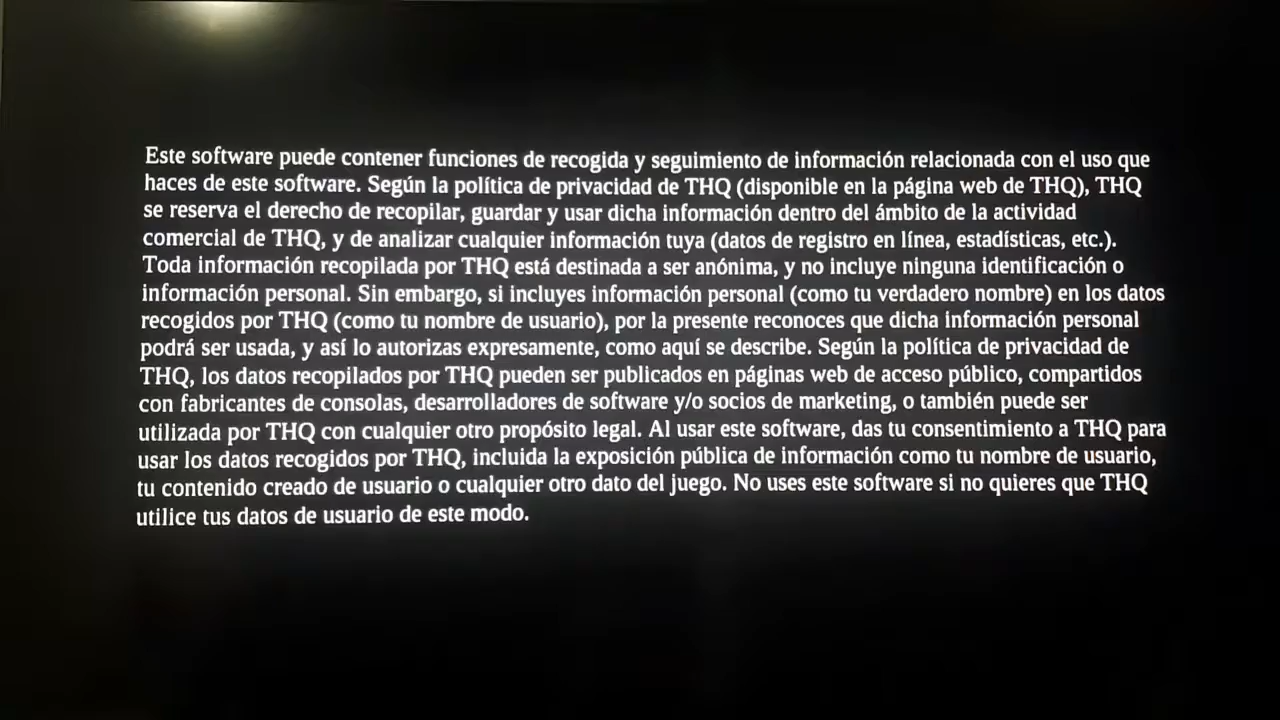 Este software puede contener funciones de recogida y seguimiento de información relacionada con el uso que
haces de este software. Según la política de privacidad de THQ (disponible en la página web de THQ), THQ
se reserva el derecho de recopilar, guardar y usar dicha información dentro del ámbito de la actividad
comercial de THQ, y de analizar cualquier información tuya (datos de registro en línea, estadísticas, etc.).
Toda información recopilada por THQ está destinada a ser anónima, y no incluye ninguna identificación o
información personal. Sin embargo, si incluyes información personal (como tu verdadero nombre) en los datos
recogidos por THQ (como tu nombre de usuario), por la presente reconoces que dicha información personal
podrá ser usada, y así lo autorizas expresamente, como aquí se describe. Según la política de privacidad de
THQ, los datos recopilados por THQ pueden ser publicados en páginas web de acceso público, compartidos
con fabricantes de consolas, desarrolladores de software y/o socios de marketing, o también puede ser
utilizada por THQ con cualquier otro propósito legal. Al usar este software, das tu consentimiento a THQ para
usar los datos recogidos por THQ, incluida la exposición pública de información como tu nombre de usuario,
tu contenido creado de usuario o cualquier otro dato del juego. No uses este software si no quieres que THQ
utilice tus datos de usuario de este modo.